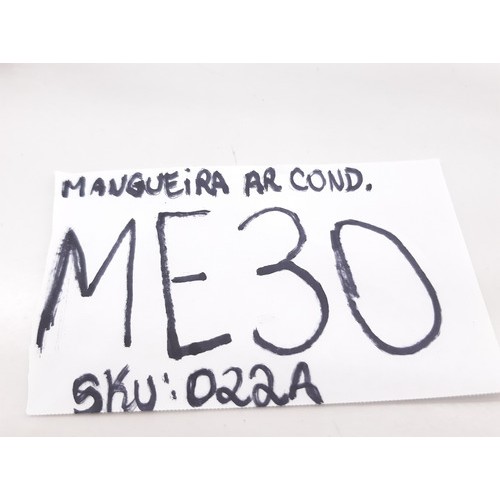 MANGUEiRA AR COND.
ME30
SKU:022A